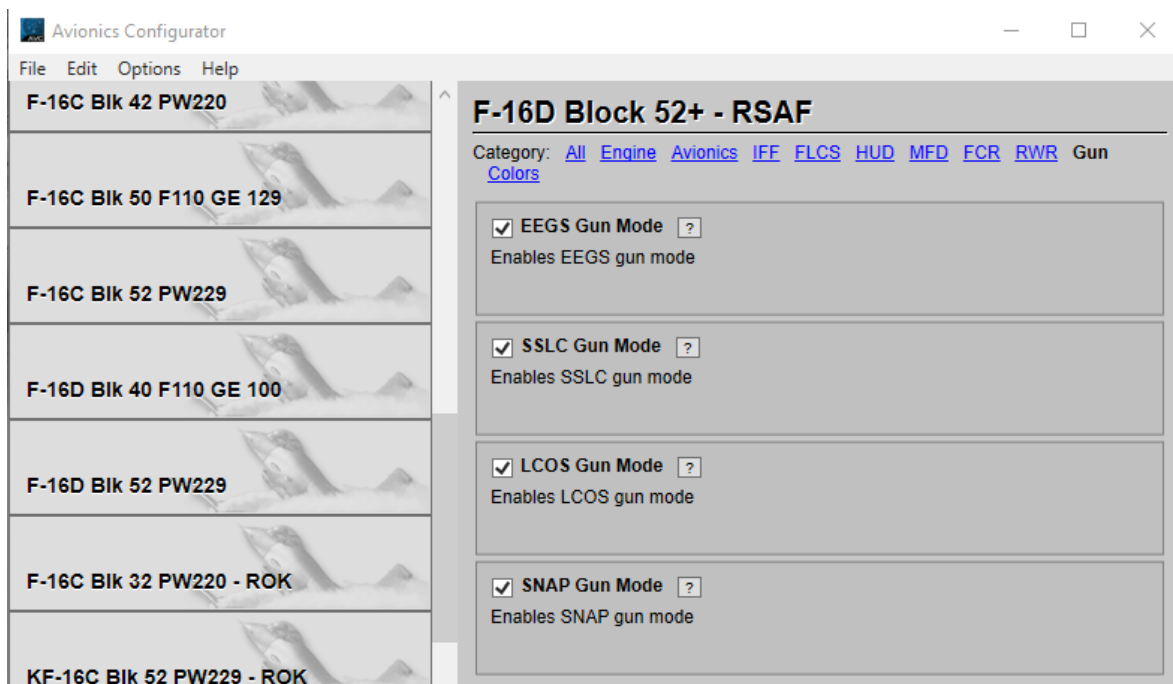 Avionics Configurator
File Edit Options Help
F-16C Blk 42 PW220
F-16C Blk 50 F110 GE 129
F-16C Blk 52 PW229
F-16D Blk 40 F110 GE 100
F-16D Blk 52 PW229
F-16C Blk 32 PW220 - ROK
KF-16C Blk 52 PW229 - ROK
F-16D Block 52+ - RSAF
Category: All Engine Avionics IFF FLCS HUD MFD FCR RWR Gun
Colors
EEGS Gun Mode ?
Enables EEGS gun mode
SSLC Gun Mode ?
Enables SSLC gun mode
LCOS Gun Mode ?
Enables LCOS gun mode
SNAP Gun Mode ?
Enables SNAP gun mode